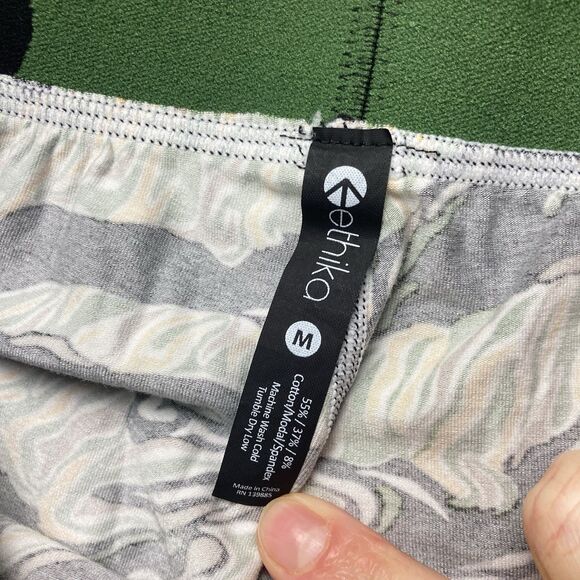 ethika
M
55% / 37% / 8%
Cotton/Modal/Spandex
Machine Wash Cold
Tumble Dry Low
Made in China
RN 139885